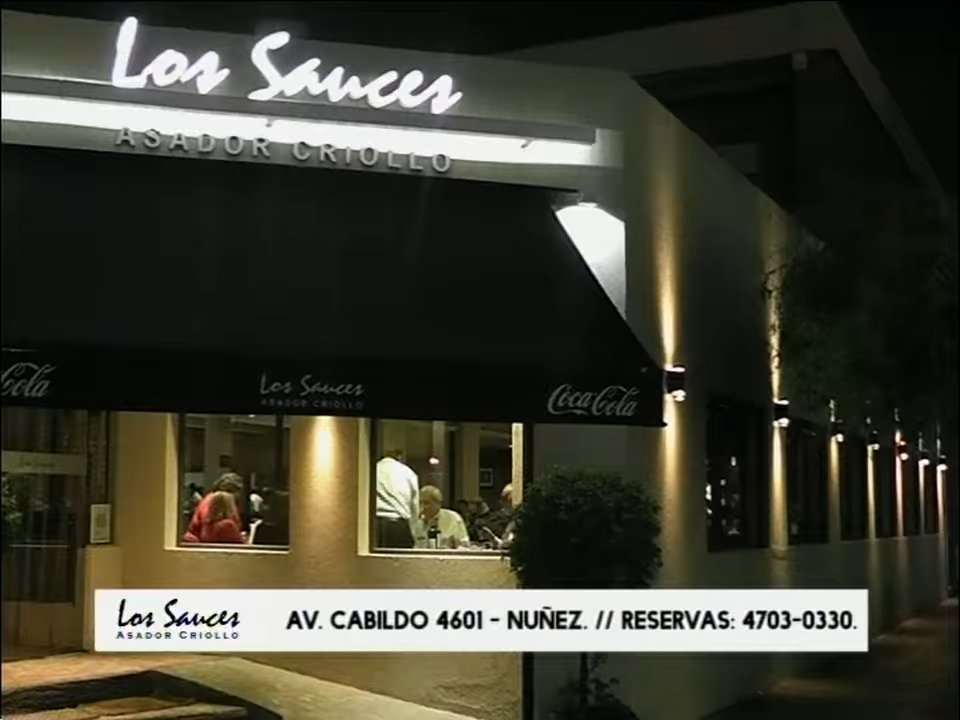 Los Sauces
ASADOR CRIOLLO
Coca-Cola
Los Sauces
ASADOR CRIOLLO
Coca-Cola
Los Sauces
ASADOR CRIOLLO
AV. CABILDO 4601 - NUÑEZ. // RESERVAS: 4703-0330.